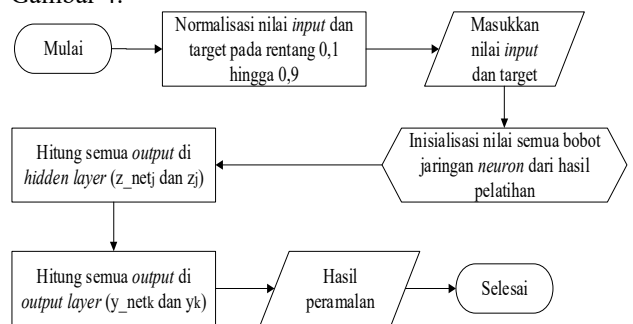 Gambar 4.
Mulai
Normalisasi nilai input dan
target pada rentang 0,1
hingga 0,9
Masukkan
nilai input
dan target
Inisialisasi nilai semua bobot
jaringan neuron dari hasil
pelatihan
Hitung semua output di
hidden layer (z_netj dan zj)
Hitung semua output di
output layer (y_netk dan yk)
Hasil
peramalan
Selesai